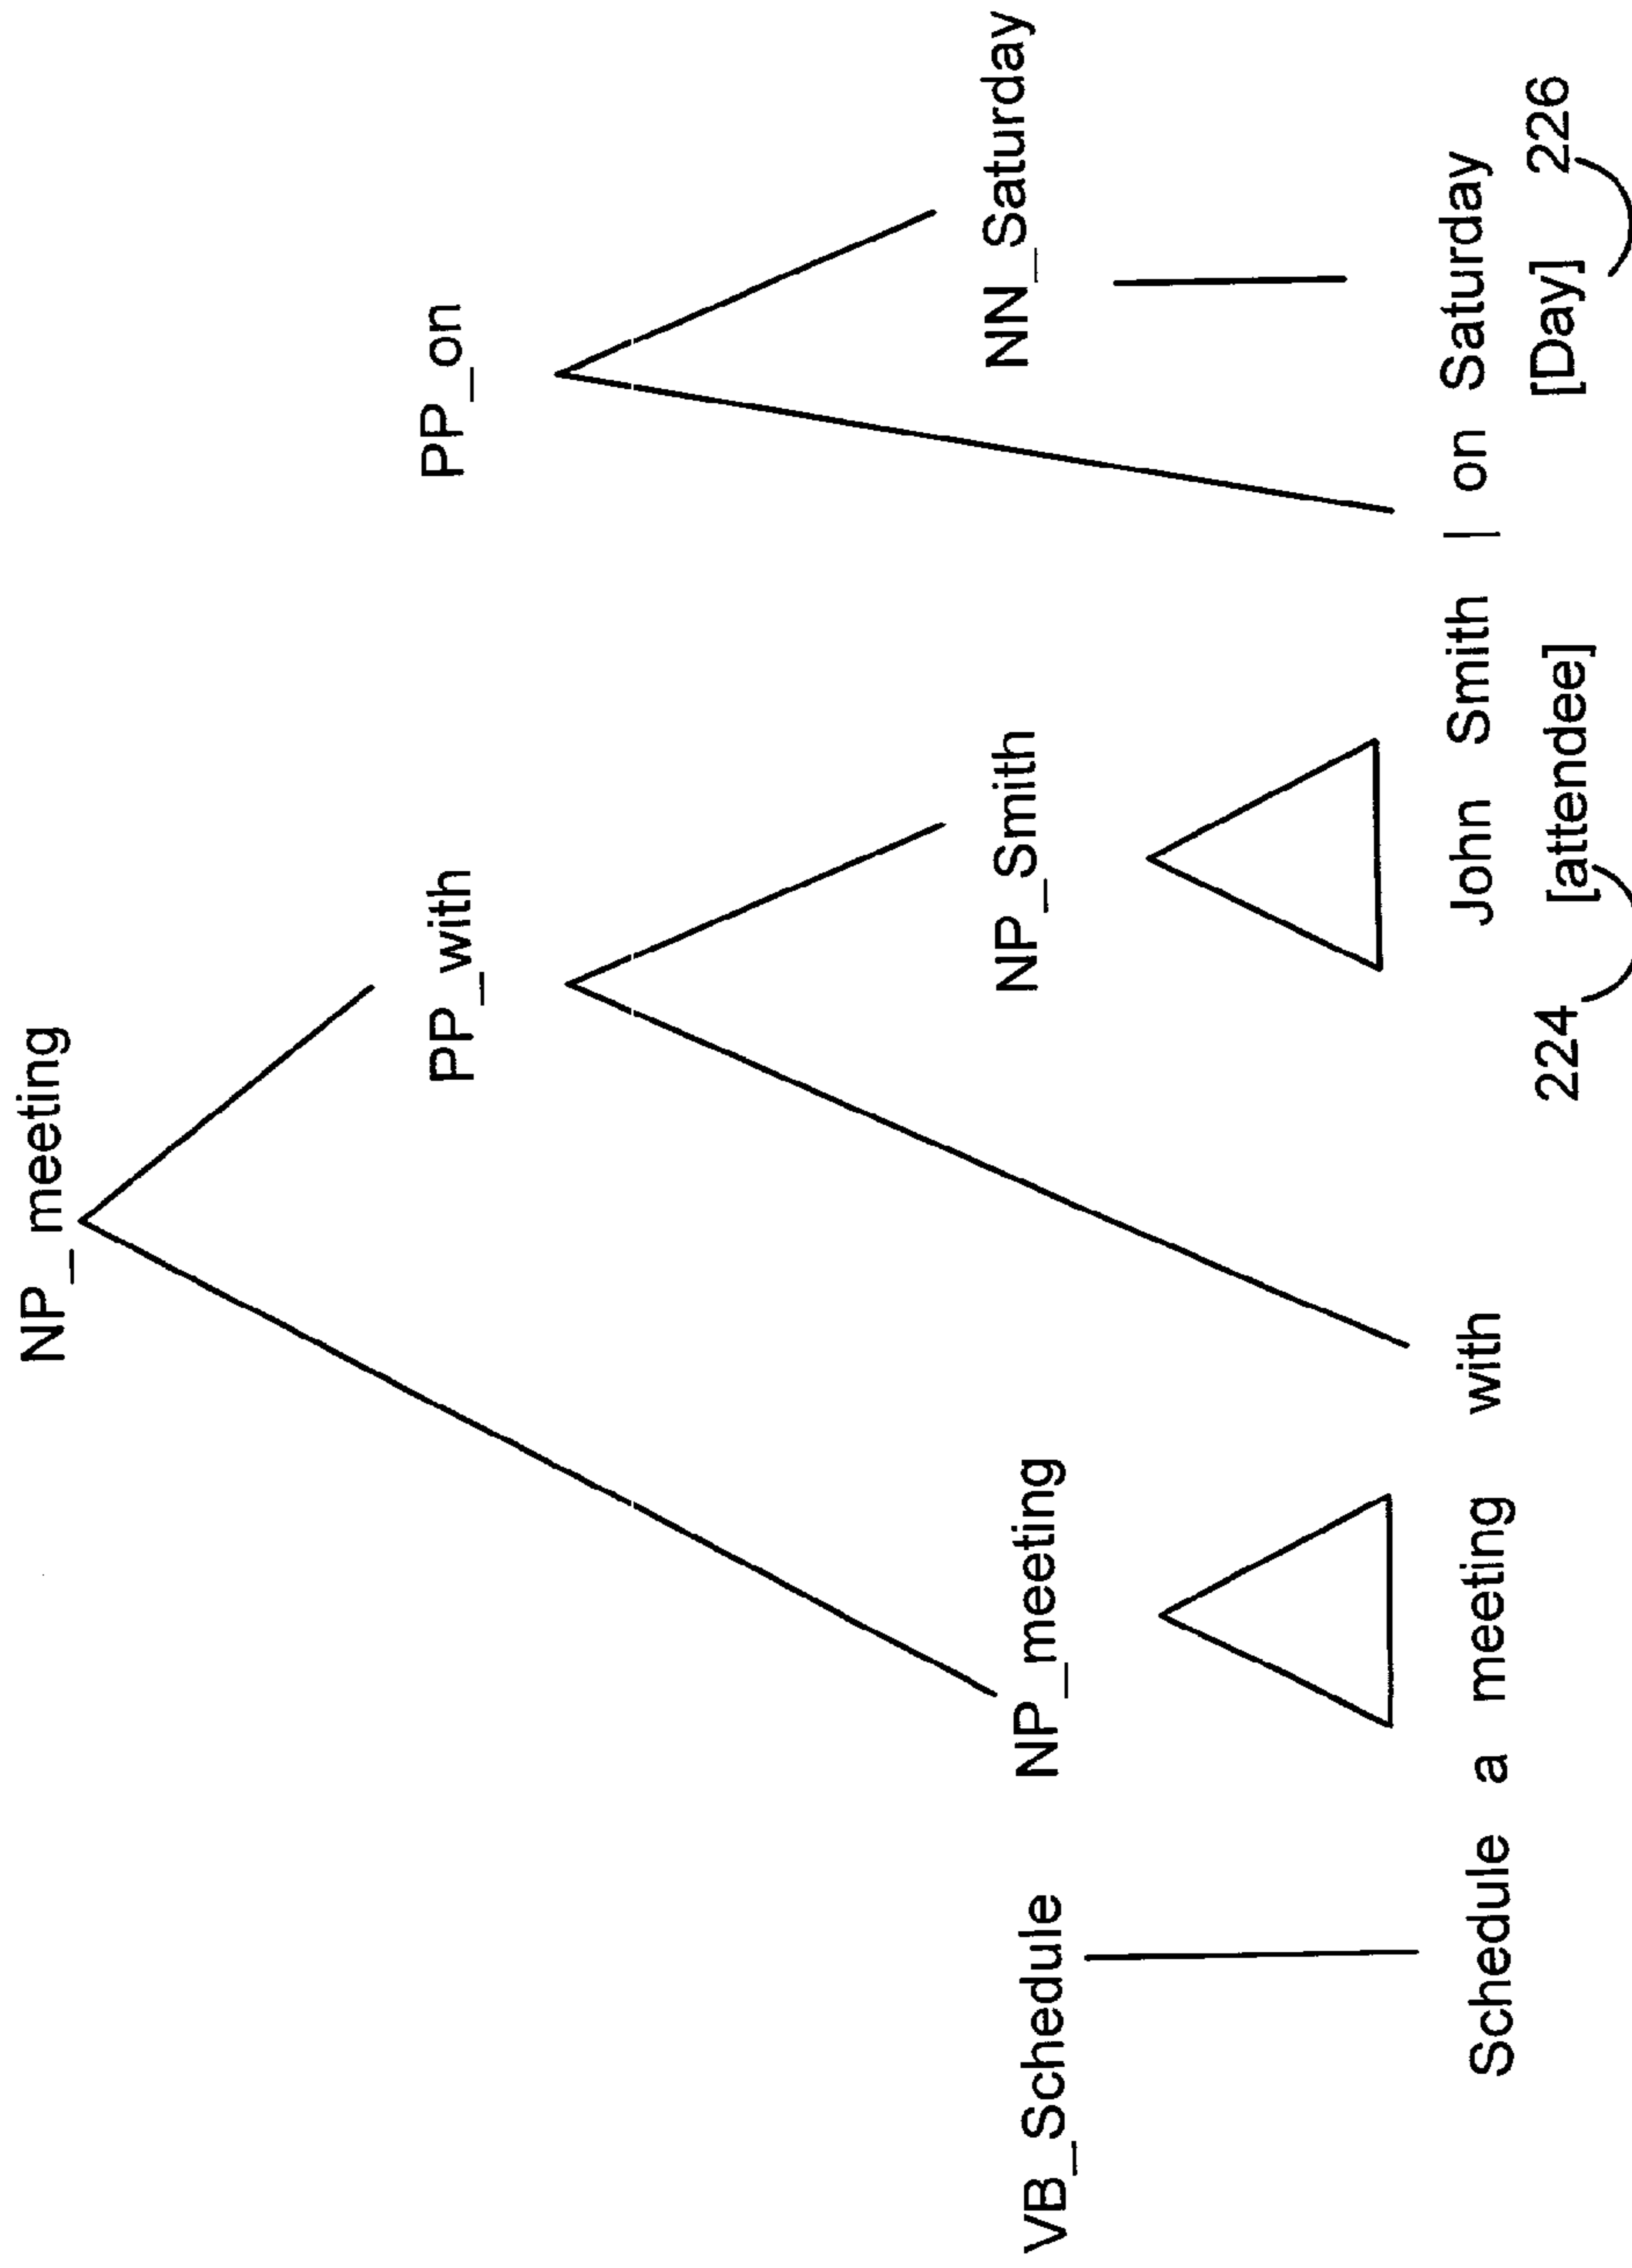 NP_meeting
PP_with PP_on
VB_Schedule NP_meeting NP_Smith NN_Saturday
Schedule a meeting with John Smith | on Saturday
224 [attendee] [Day] 226